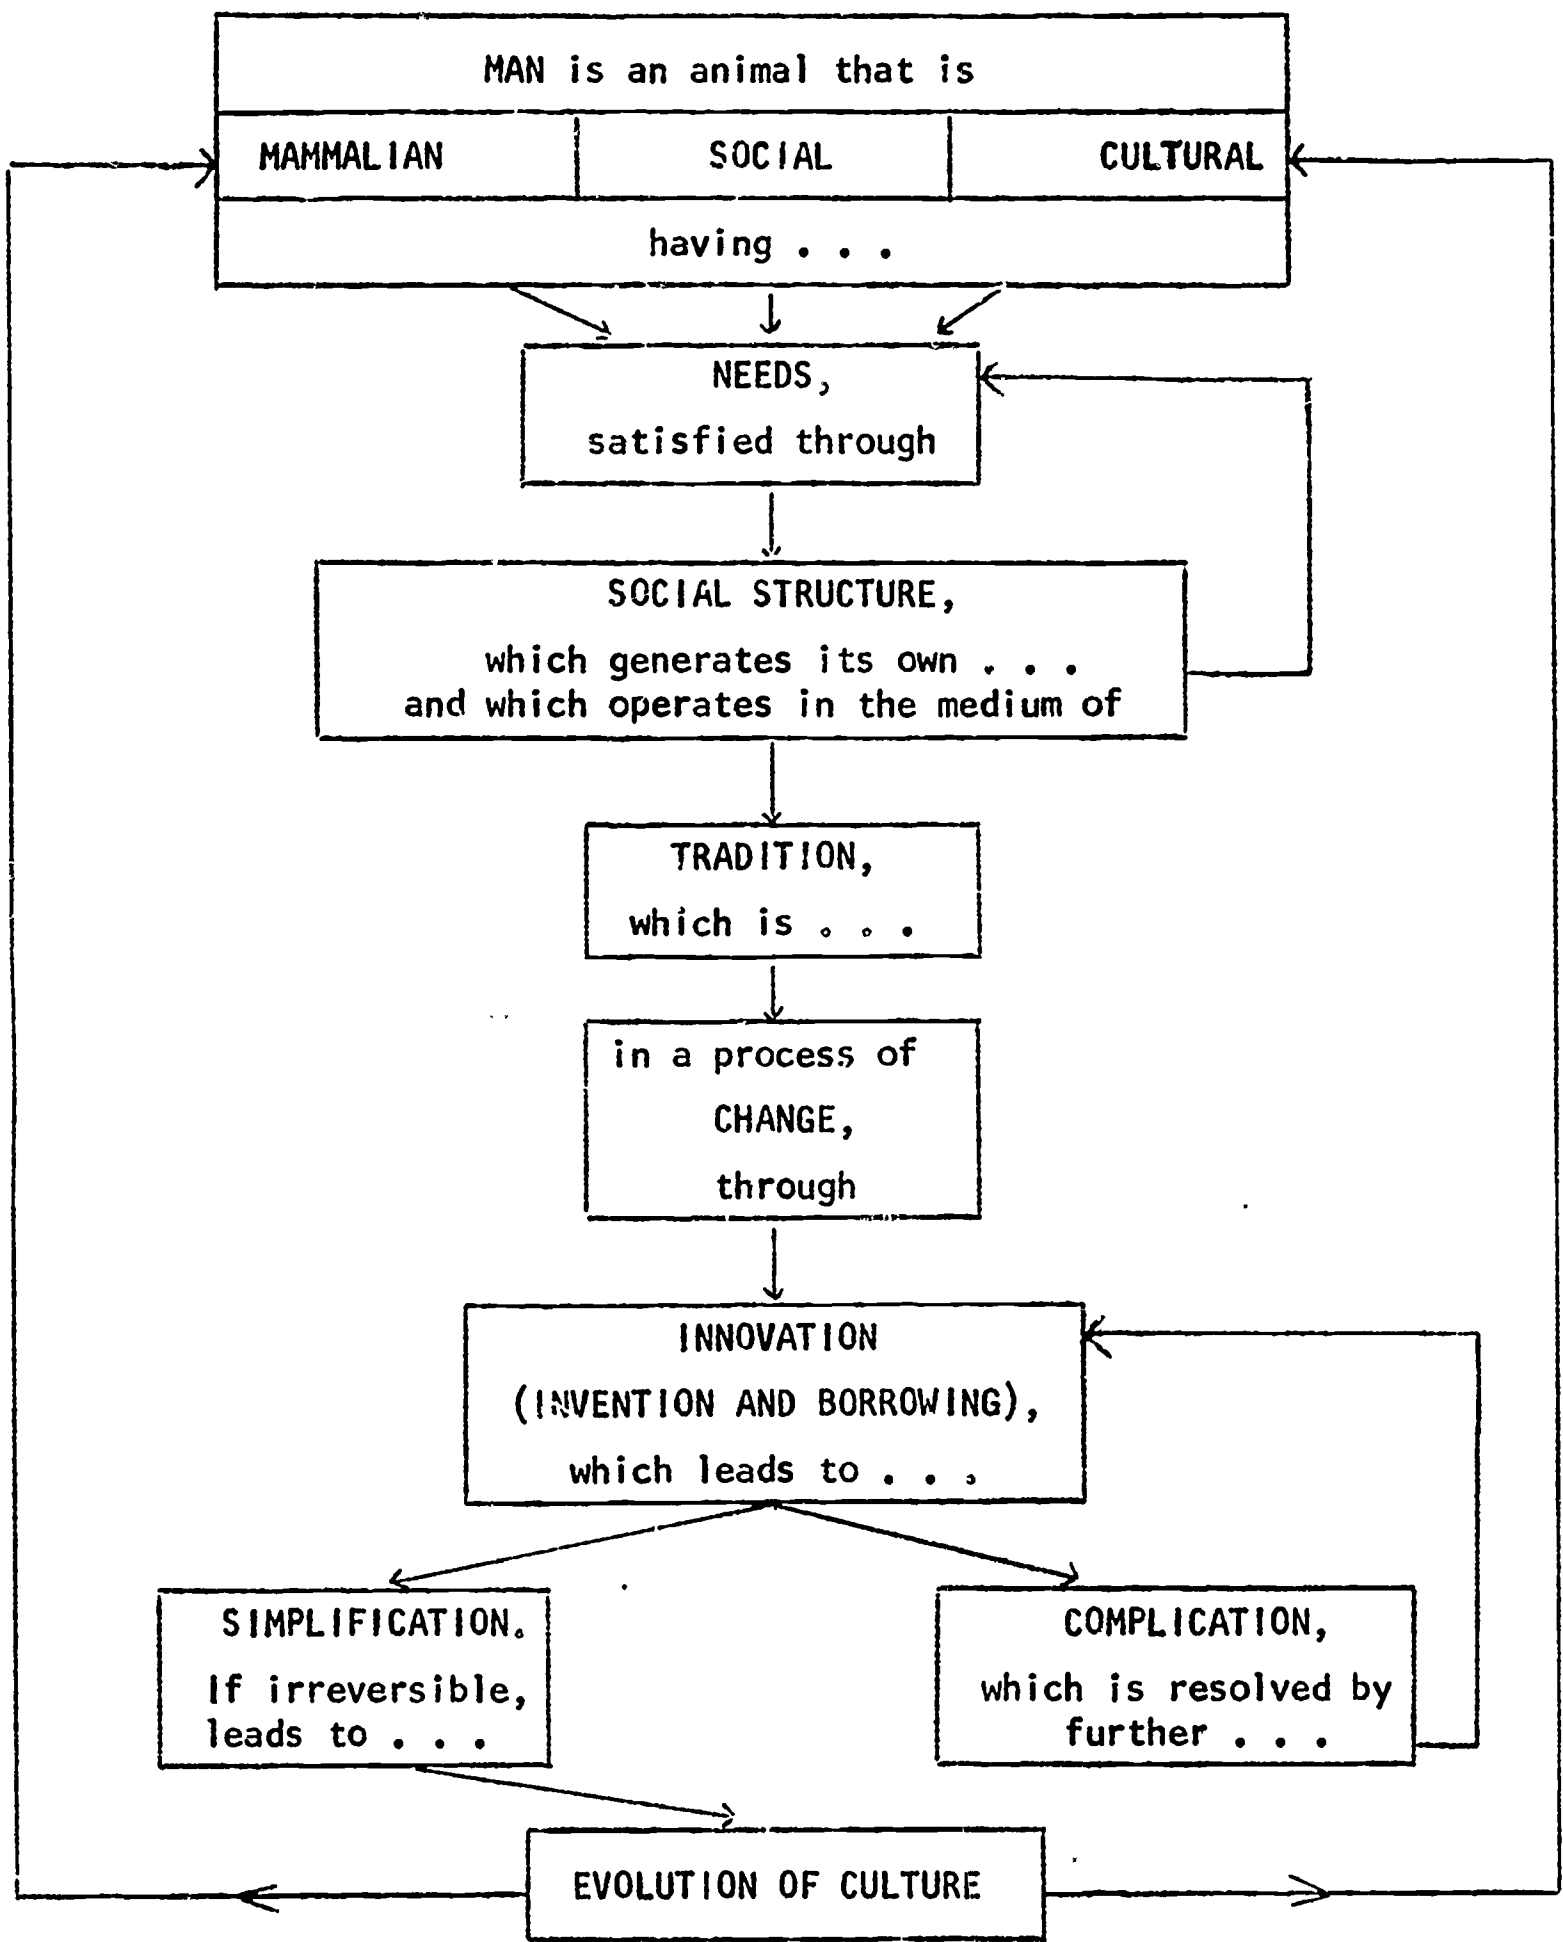 MAN is an animal that is
MAMMALIAN
SOCIAL
CULTURAL
having . . .
NEEDS,
satisfied through
SOCIAL STRUCTURE,
which generates its own . . .
and which operates in the medium of
TRADITION,
which is . . .
in a process of
CHANGE,
through
INNOVATION
(INVENTION AND BORROWING),
which leads to . . .
SIMPLIFICATION.
If irreversible,
leads to . . .
COMPLICATION,
which is resolved by
further . . .
EVOLUTION OF CULTURE